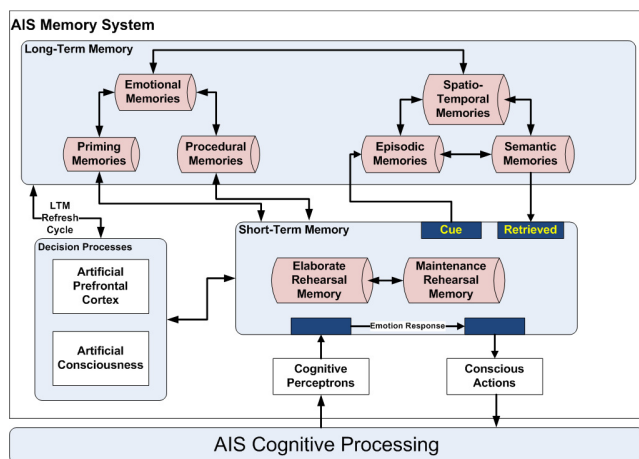 AIS Memory System
Long-Term Memory
Emotional
Memories
Spatio-
Temporal
Memories
Priming
Memories
Procedural
Memories
Episodic
Memories
Semantic
Memories
LTM
Refresh
Cycle
Short-Term Memory
Cue
Retrieved
Decision Processes
Artificial
Prefrontal
Cortex
Elaborate
Rehearsal
Memory
Maintenance
Rehearsal
Memory
Artificial
Consciousness
Emotion Response
Cognitive
Perceptrons
Conscious
Actions
AIS Cognitive Processing